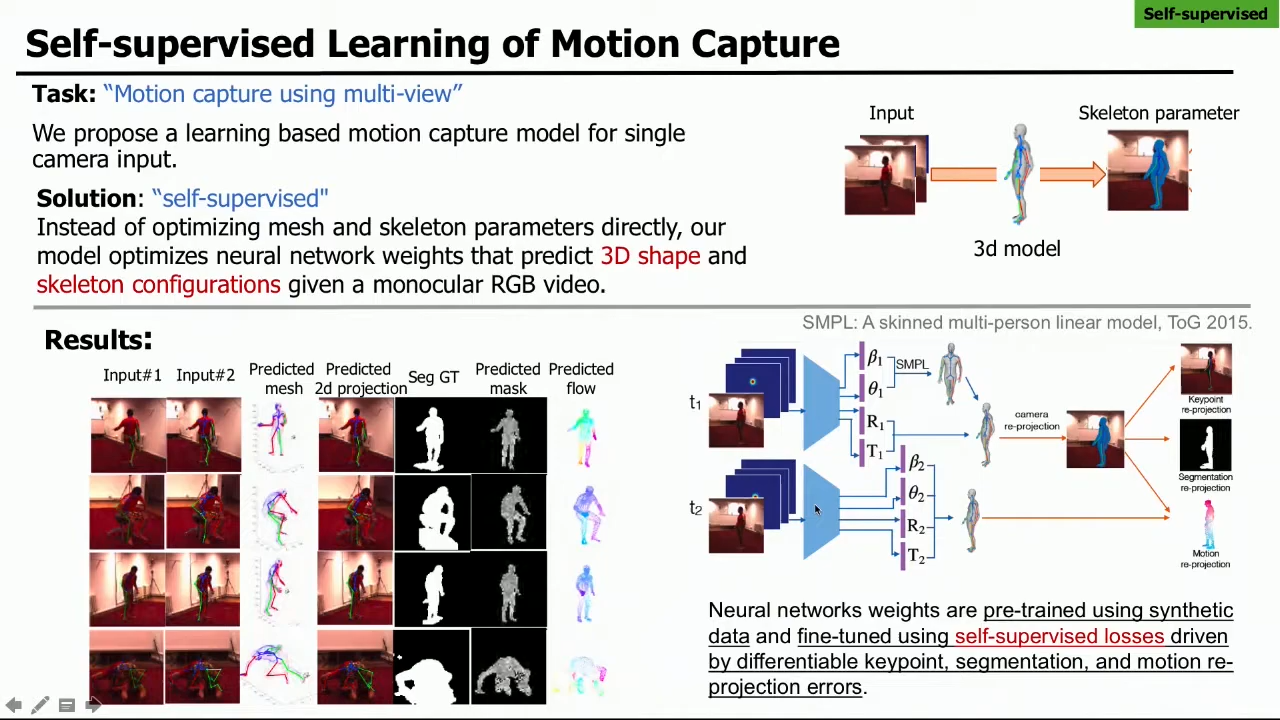 Self-supervised
Self-supervised Learning of Motion Capture
Task: “Motion capture using multi-view”
We propose a learning based motion capture model for single
camera input.
Solution: “self-supervised"
Instead of optimizing mesh and skeleton parameters directly, our
model optimizes neural network weights that predict 3D shape and
skeleton configurations given a monocular RGB video.
Input
Skeleton parameter
3d model
Results:
Input#1
Input#2
Predicted
mesh
Predicted
2d projection
Seg GT
Predicted
mask
Predicted
flow
SMPL: A skinned multi-person linear model, ToG 2015.
t1
t2
β1
θ1
R1
T1
SMPL
β2
θ2
R2
T2
camera
re-projection
Keypoint
re-projection
Segmentation
re-projection
Motion
re-projection
Neural networks weights are pre-trained using synthetic
data and fine-tuned using self-supervised losses driven
by differentiable keypoint, segmentation, and motion re-
projection errors.